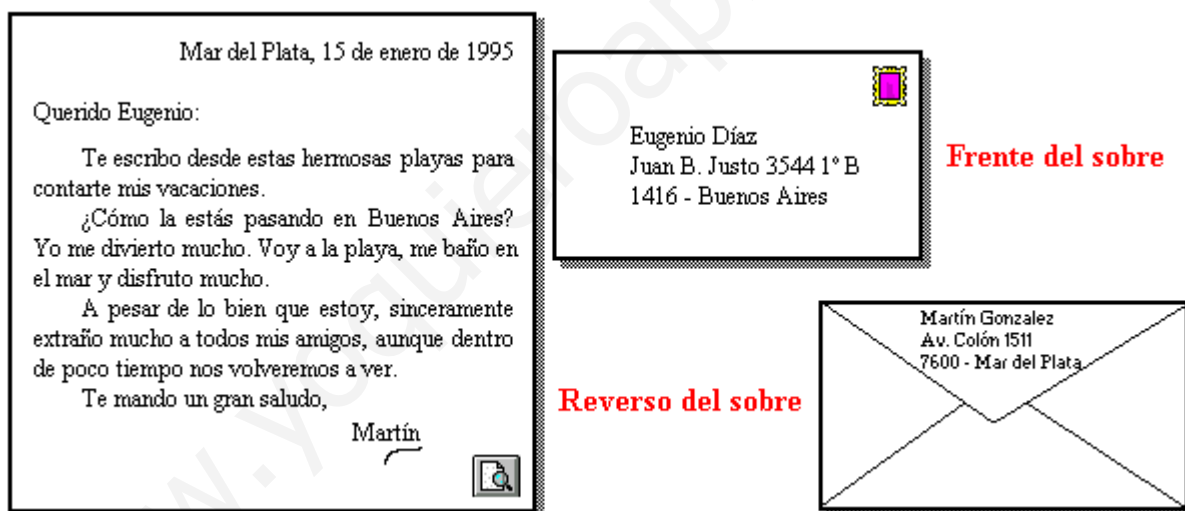 Mar del Plata, 15 de enero de 1995
Querido Eugenio:
Te escribo desde estas hermosas playas para
contarte mis vacaciones.
¿Cómo la estás pasando en Buenos Aires?
Yo me divierto mucho. Voy a la playa, me baño en
el mar y disfruto mucho.
A pesar de lo bien que estoy, sinceramente
extraño mucho a todos mis amigos, aunque dentro
de poco tiempo nos volveremos a ver.
Te mando un gran saludo,
Martín
Eugenio Díaz
Juan B. Justo 3544 1º B
1416 - Buenos Aires
Frente del sobre
Martín Gonzalez
Av. Colón 1511
7600 - Mar del Plata
Reverso del sobre